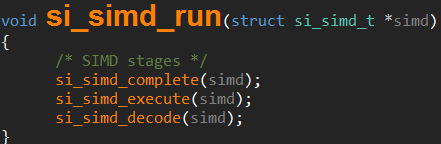 void si_simd_run(struct si_simd_t *simd)
{
/* SIMD stages */
si_simd_complete(simd);
si_simd_execute(simd);
si_simd_decode(simd);
}